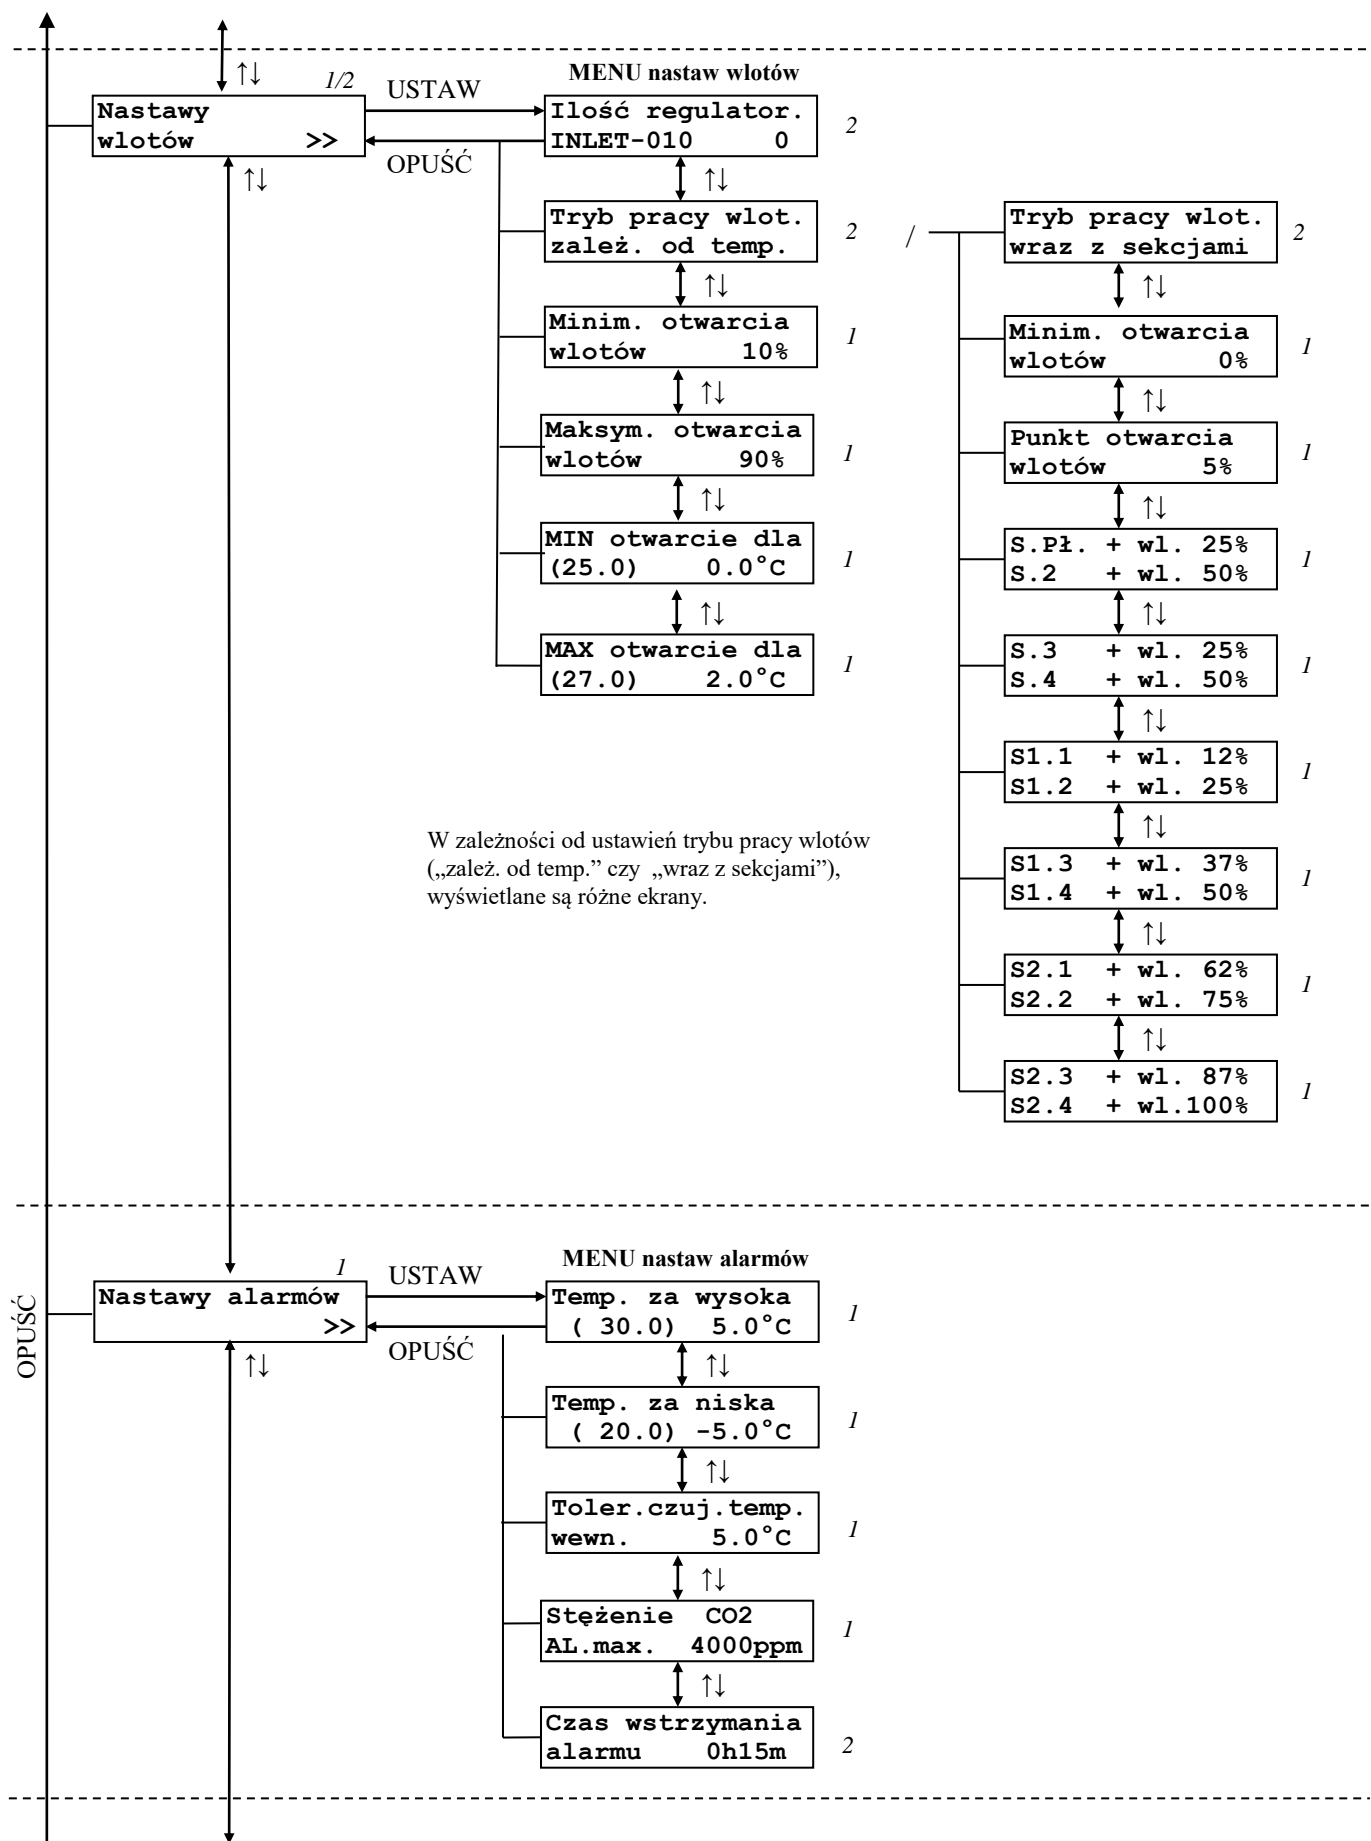 ↑↓
1/2
USTAW
MENU nastaw wlotów
Nastawy
wlotów >>
OPUŚĆ
↑↓
Ilość regulator.
INLET-010 0
2
↑↓
Tryb pracy wlot.
zależ. od temp.
2
↑↓
Minim. otwarcia
wlotów 10%
1
↑↓
Maksym. otwarcia
wlotów 90%
1
↑↓
MIN otwarcie dla
(25.0) 0.0°C
1
↑↓
MAX otwarcie dla
(27.0) 2.0°C
1
/
Tryb pracy wlot.
wraz z sekcjami
2
↑↓
Minim. otwarcia
wlotów 0%
1
↑↓
Punkt otwarcia
wlotów 5%
1
↑↓
S.Pł. + wl. 25%
S.2 + wl. 50%
1
↑↓
S.3 + wl. 25%
S.4 + wl. 50%
1
↑↓
S1.1 + wl. 12%
S1.2 + wl. 25%
1
↑↓
S1.3 + wl. 37%
S1.4 + wl. 50%
1
↑↓
S2.1 + wl. 62%
S2.2 + wl. 75%
1
↑↓
S2.3 + wl. 87%
S2.4 + wl.100%
1
W zależności od ustawień trybu pracy wlotów
(„zależ. od temp.” czy „wraz z sekcjami”),
wyświetlane są różne ekrany.
OPUŚĆ
1
USTAW
MENU nastaw alarmów
Nastawy alarmów
>>
OPUŚĆ
↑↓
Temp. za wysoka
( 30.0) 5.0°C
1
↑↓
Temp. za niska
( 20.0) -5.0°C
1
↑↓
Toler.czuj.temp.
wewn. 5.0°C
1
↑↓
Stężenie CO2
AL.max. 4000ppm
1
↑↓
Czas wstrzymania
alarmu 0h15m
2